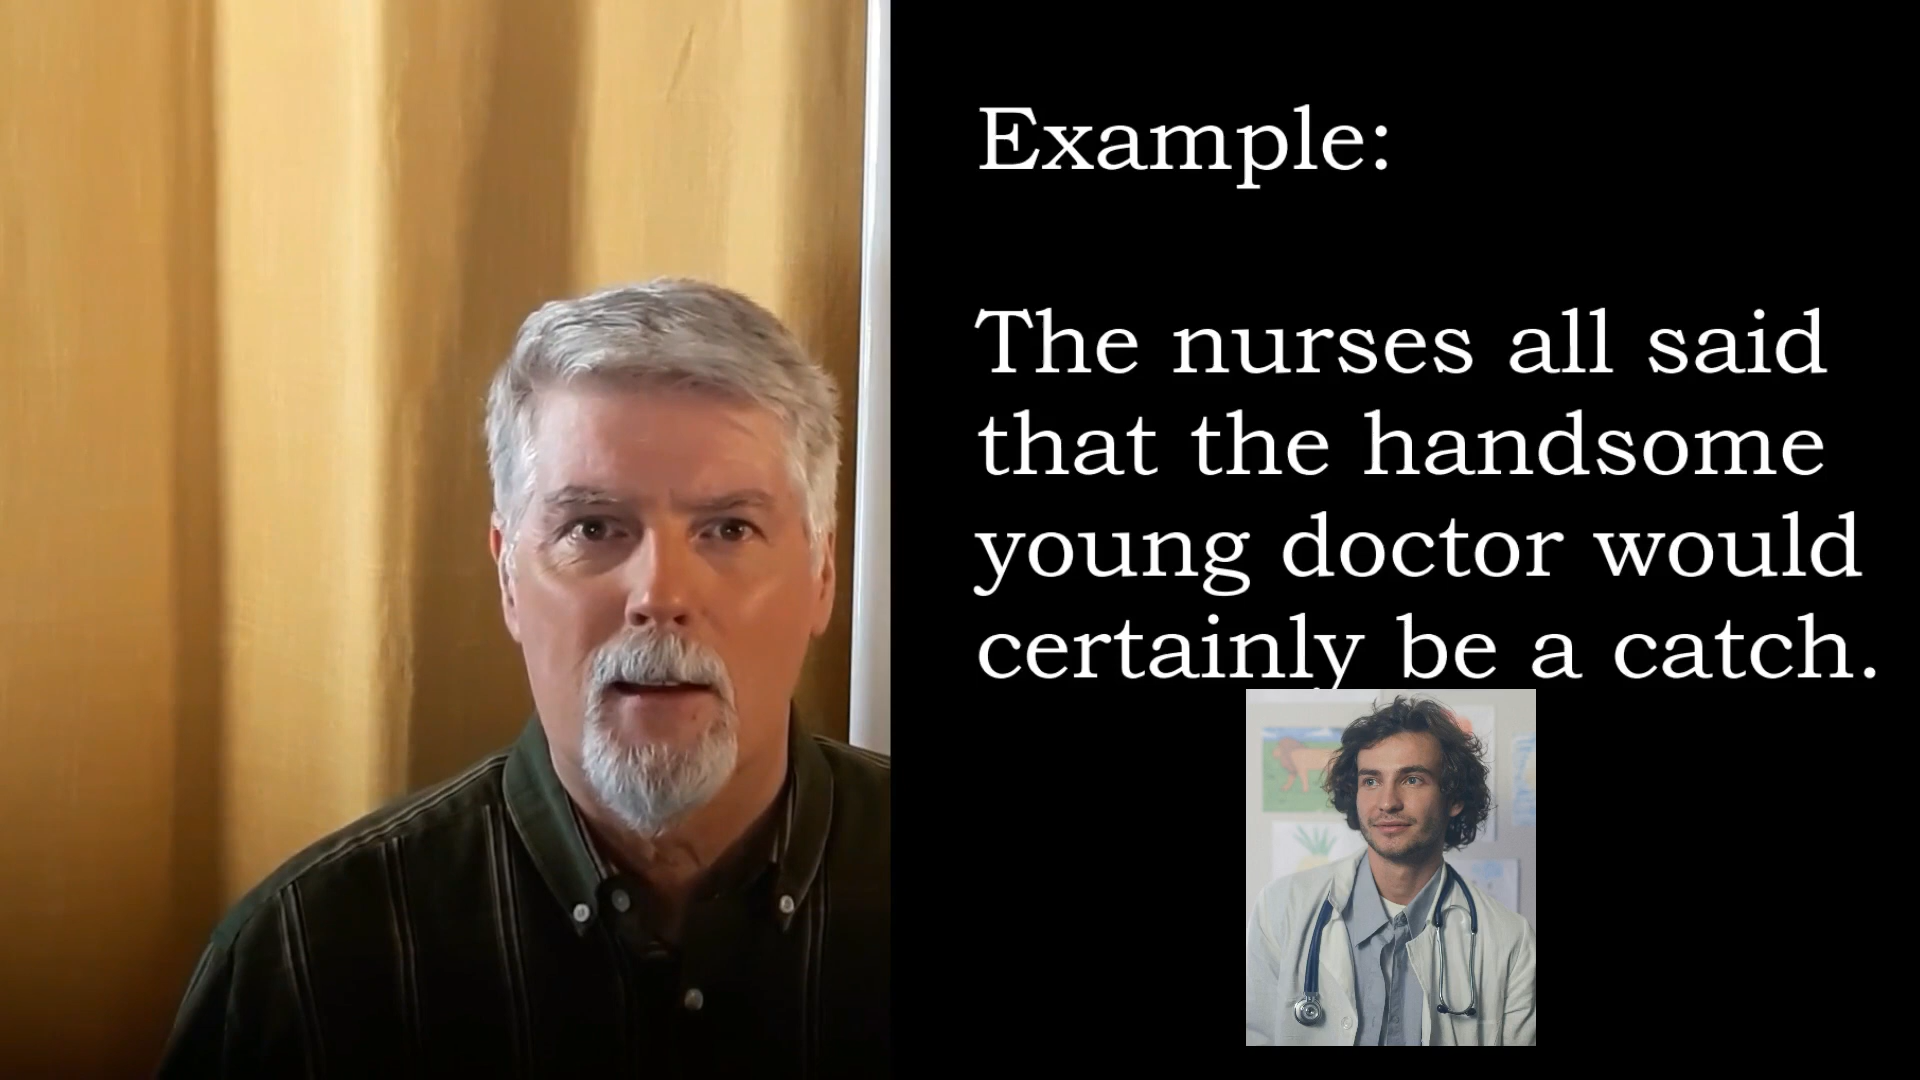 Example:
The nurses all said
that the handsome
young doctor would
certainly be a catch.